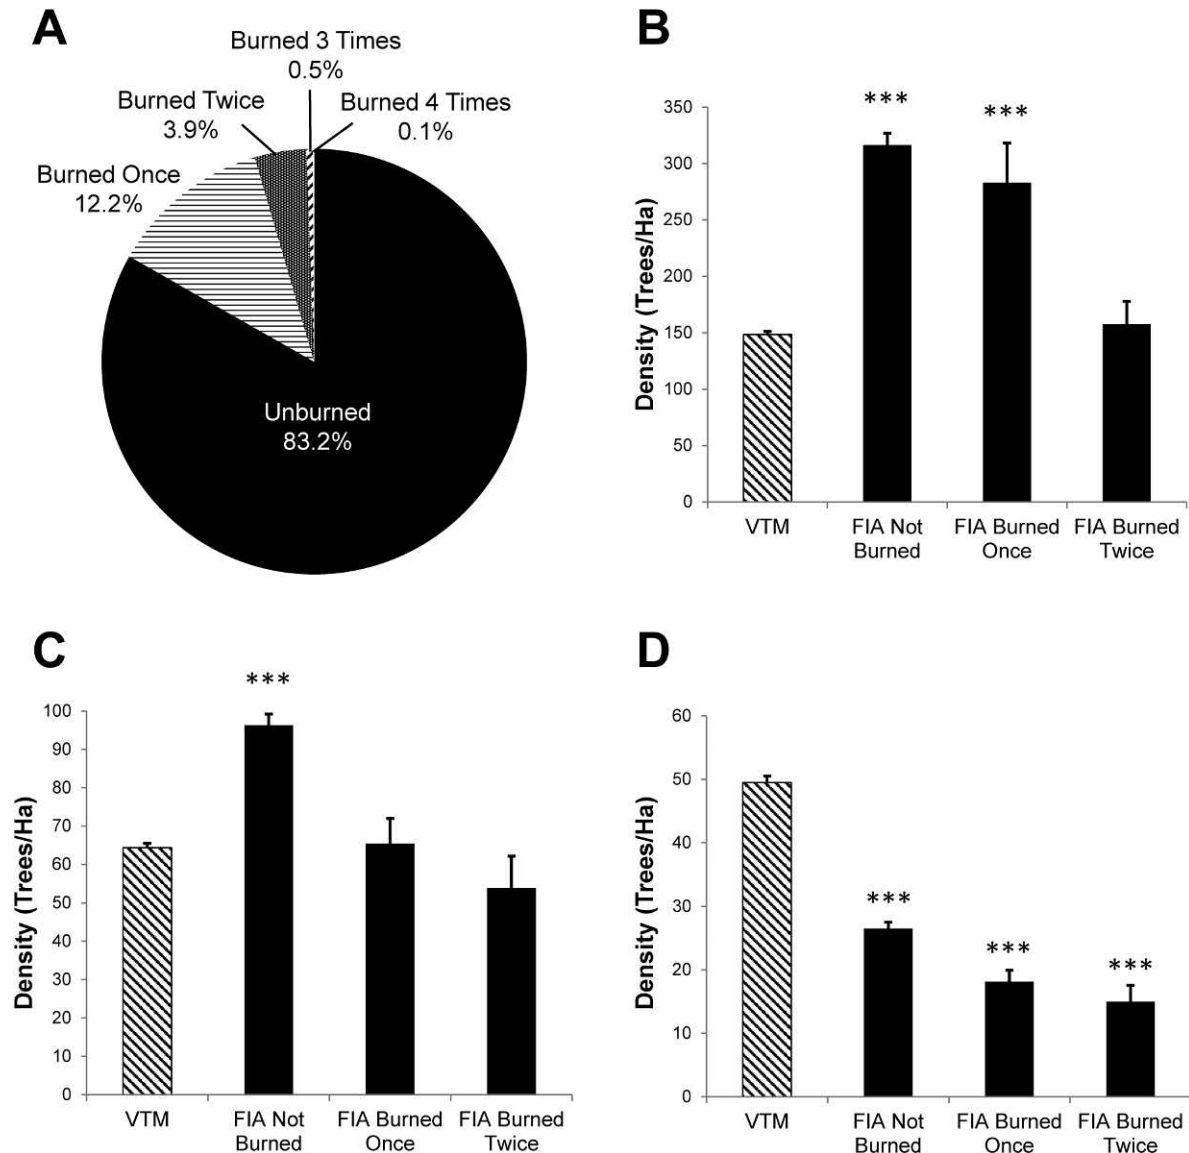 A
Burned 3 Times
0.5%
Burned Twice
3.9%
Burned 4 Times
0.1%
Burned Once
12.2%
Unburned
83.2%
B
***
***
350
300
250
200
150
100
50
0
Density (Trees/Ha)
VTM
FIA Not
Burned
FIA Burned
Once
FIA Burned
Twice
C
***
100
90
80
70
60
50
40
30
20
10
0
Density (Trees/Ha)
VTM
FIA Not
Burned
FIA Burned
Once
FIA Burned
Twice
D
60
50
40
30
20
10
0
Density (Trees/Ha)
***
***
***
VTM
FIA Not
Burned
FIA Burned
Once
FIA Burned
Twice